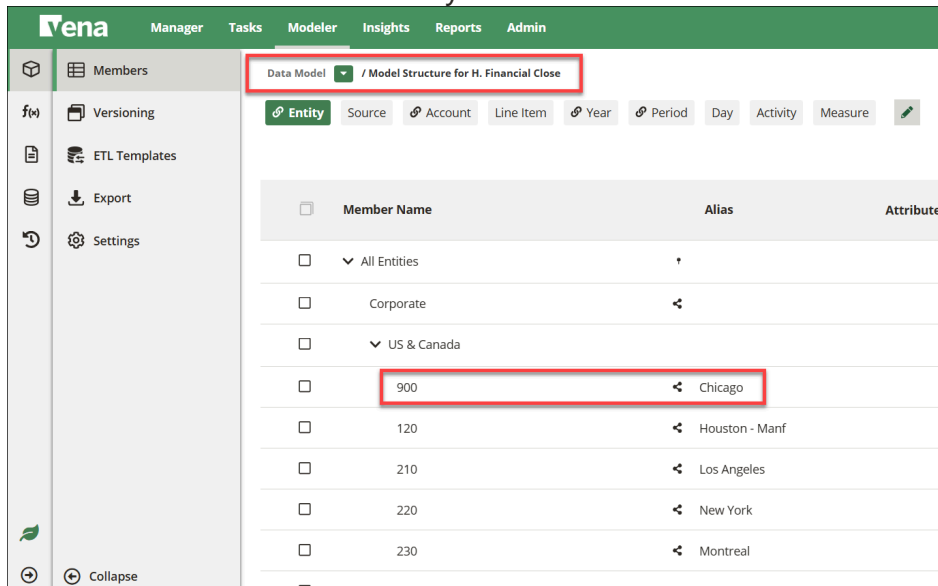 Vena Manager Tasks Modeler Insights Reports Admin
Members
Data Model / Model Structure for H. Financial Close
f(x) Versioning
Entity Source Account Line Item Year Period Day Activity Measure
ETL Templates
Export
Member Name Alias Attribute
Settings
All Entities
Corporate
US & Canada
900 Chicago
120 Houston - Manf
210 Los Angeles
220 New York
230 Montreal
Collapse